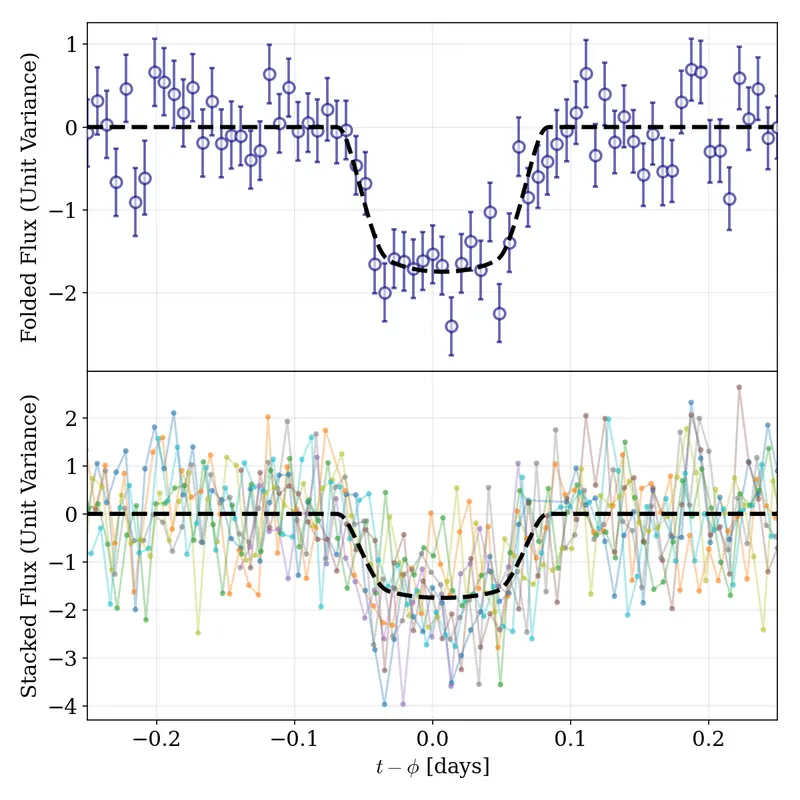 Folded Flux (Unit Variance)
1
0
−1
−2
Stacked Flux (Unit Variance)
2
1
0
−1
−2
−3
−4
−0.2 −0.1 0.0 0.1 0.2
t − ϕ [days]